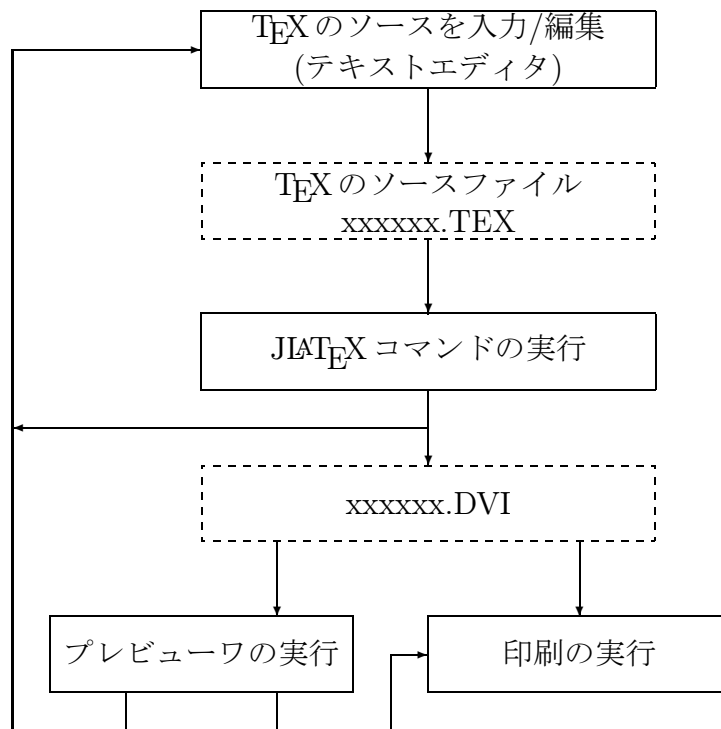 TEXのソースを入力/編集
(テキストエディタ)
TEXのソースファイル
xxxxxx.TEX
JLATEXコマンドの実行
xxxxxx.DVI
プレビューワの実行
印刷の実行